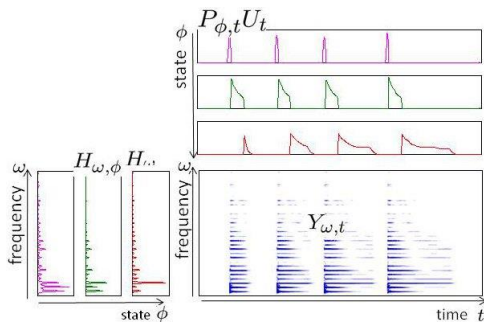 P_{ϕ,t}U_t
state ϕ
H_{ω,ϕ} H
frequency ω
frequency ω
Y_{ω,t}
state ϕ
time t